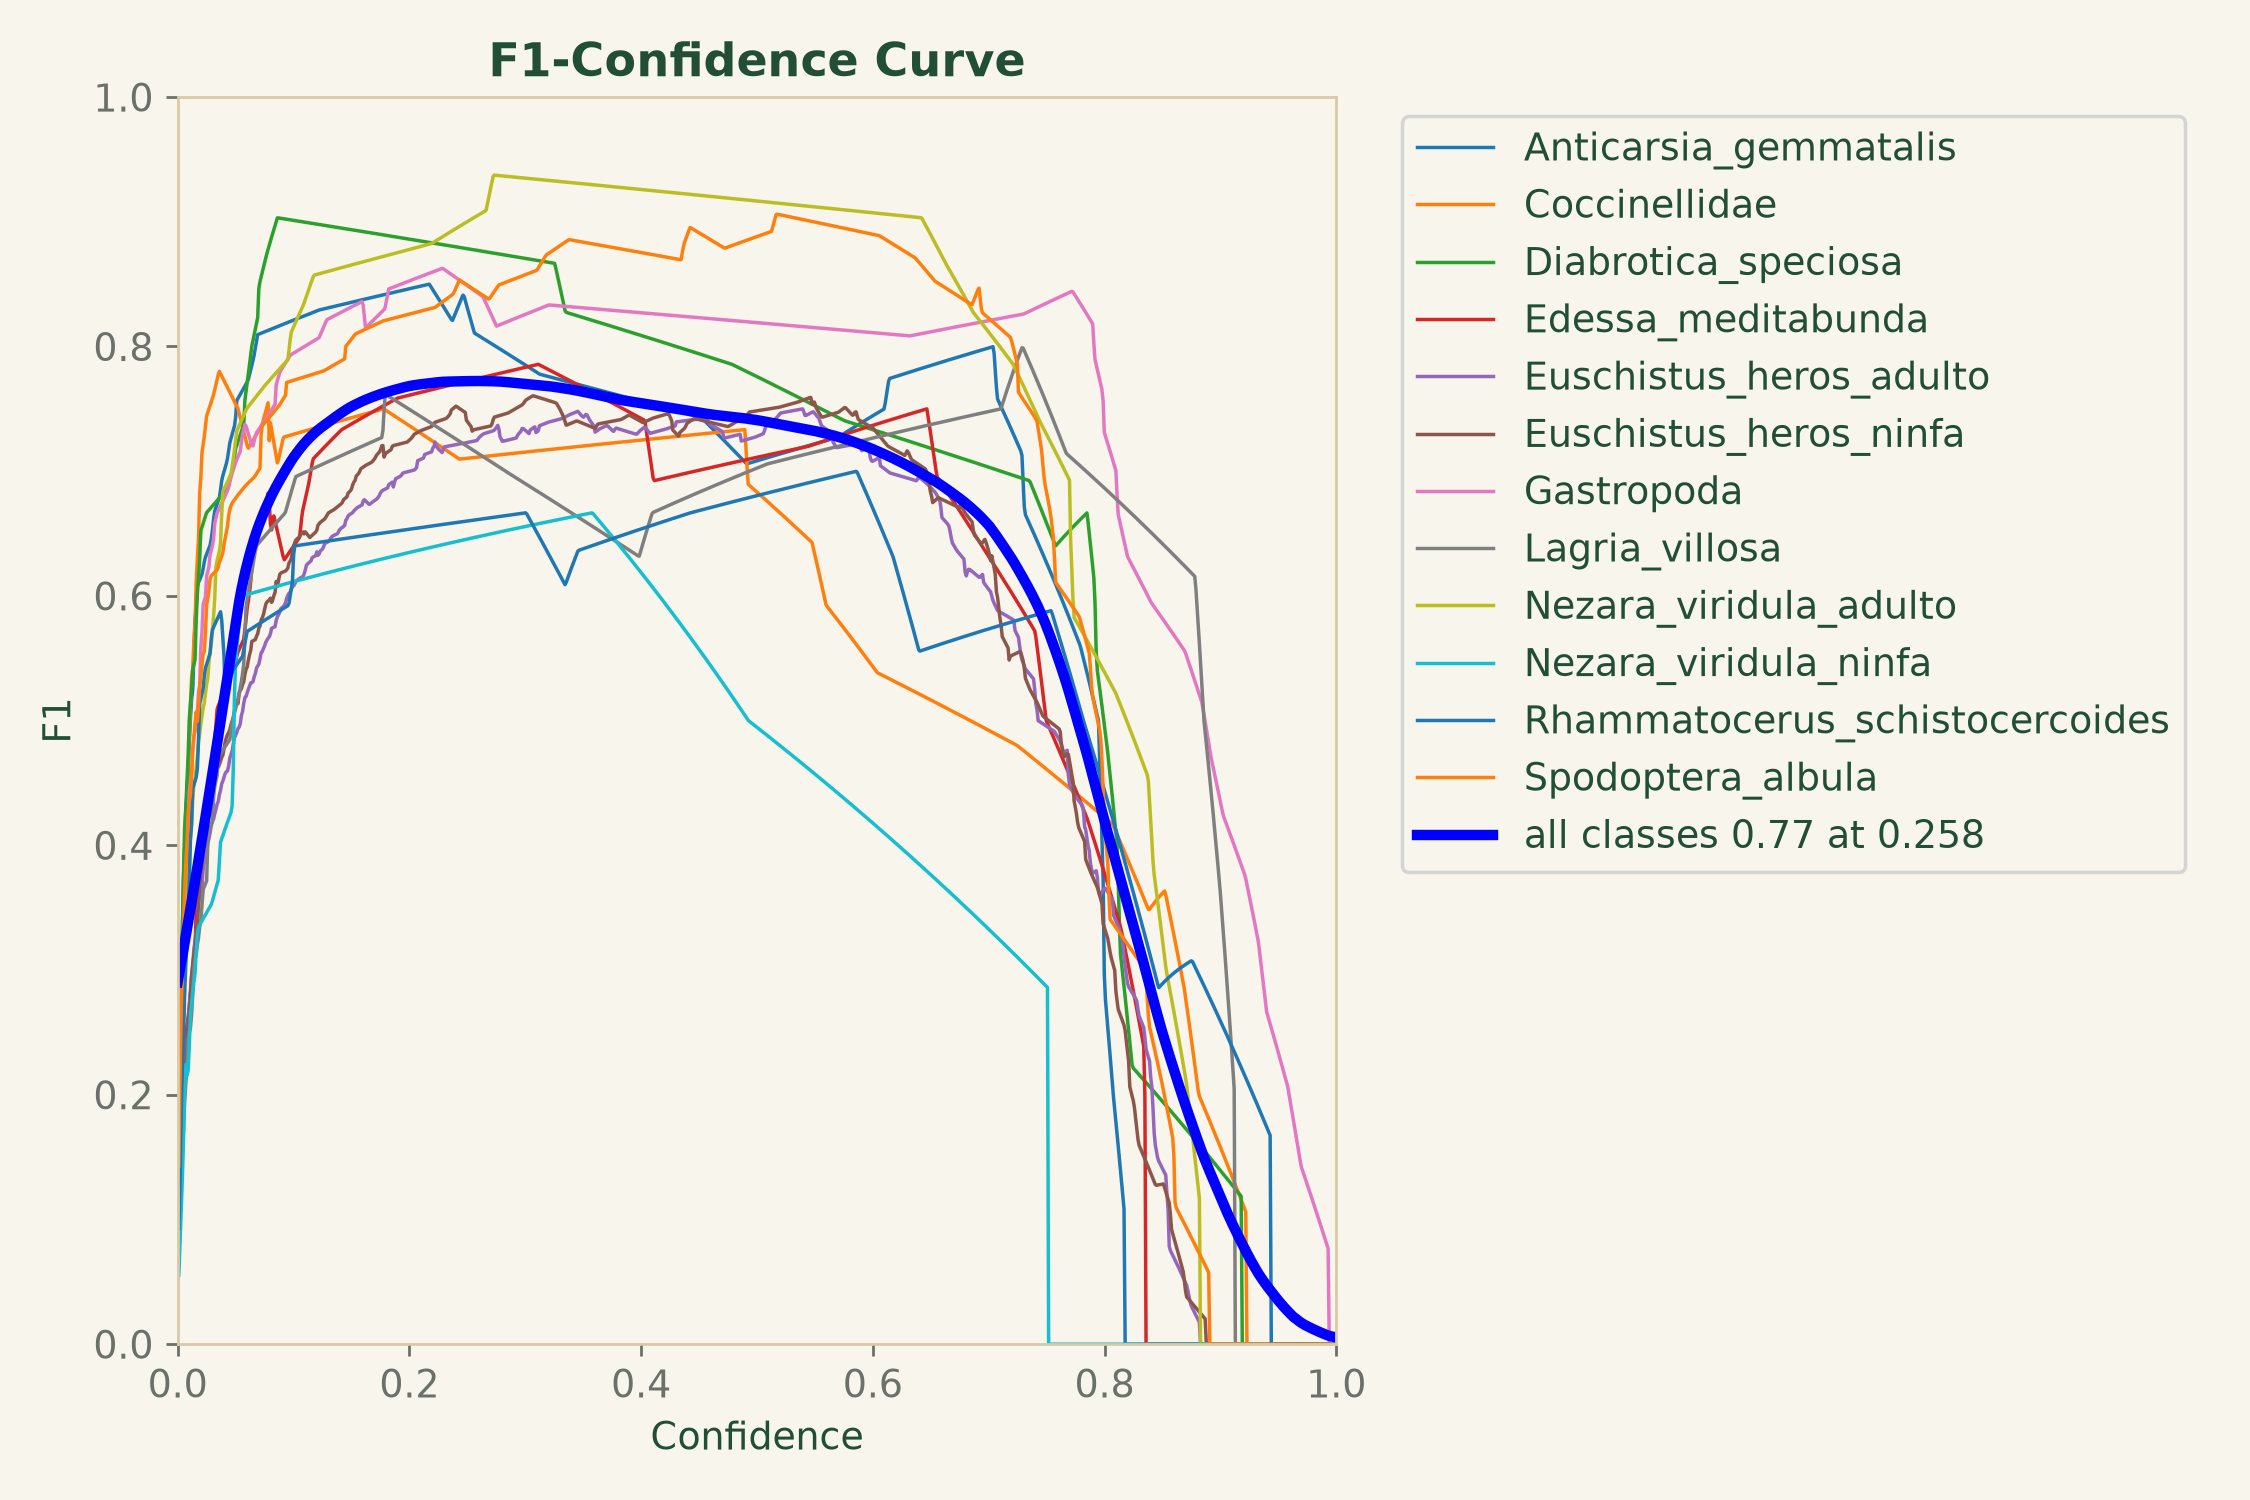 F1-Confidence Curve
1.0
0.8
0.6
0.4
0.2
0.0
F1
0.0 0.2 0.4 0.6 0.8 1.0
Confidence
Anticarsia_gemmatalis
Coccinellidae
Diabrotica_speciosa
Edessa_meditabunda
Euschistus_heros_adulto
Euschistus_heros_ninfa
Gastropoda
Lagria_villosa
Nezara_viridula_adulto
Nezara_viridula_ninfa
Rhammatocerus_schistocercoides
Spodoptera_albula
all classes 0.77 at 0.258